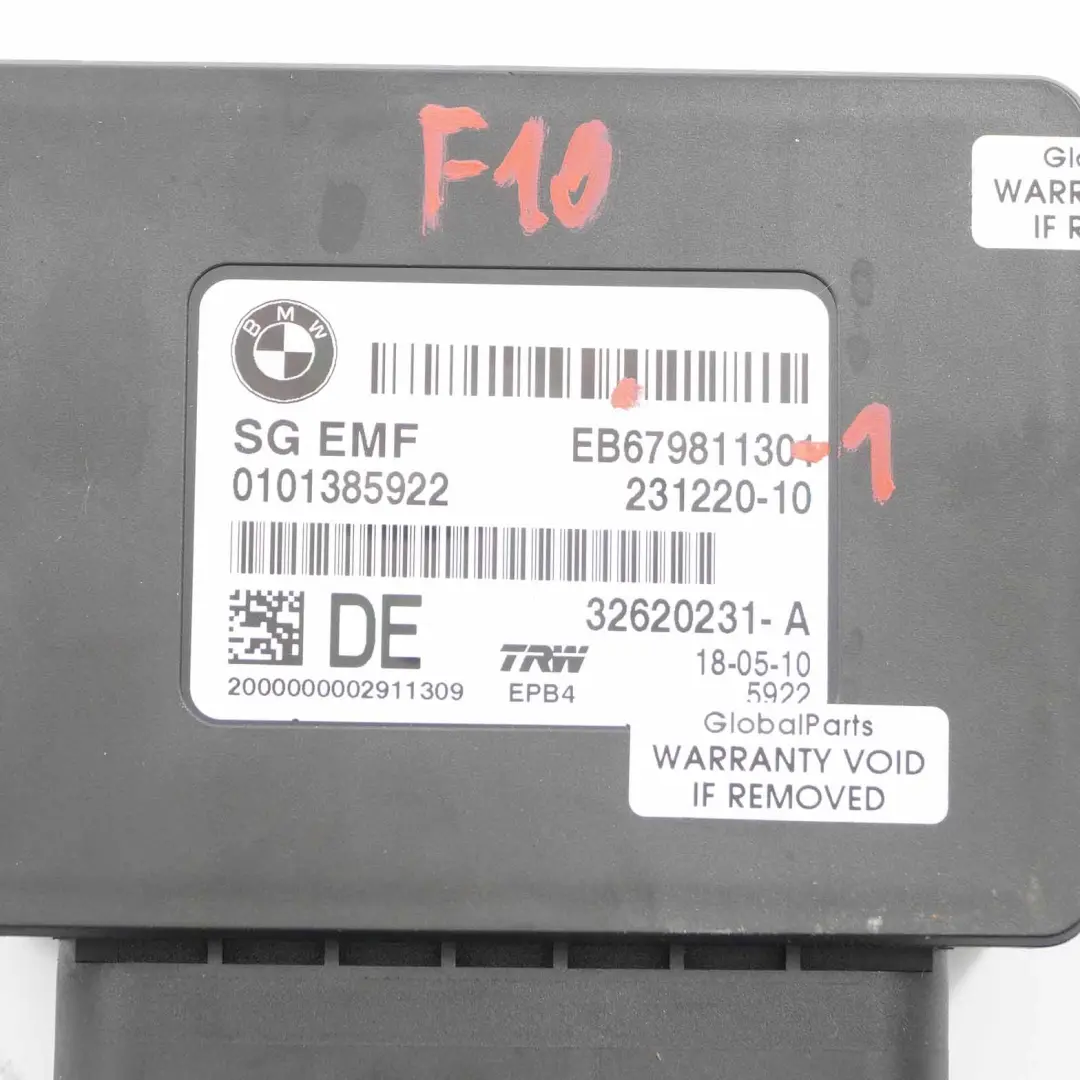 F10
Glo
WARR
IF R
BMW
SG EMF
EB679811301
-1
0101385922
231220-10
DE
32620231- A
TRW
18-05-10
2000000002911309
EPB4
5922
GlobalParts
WARRANTY VOID
IF REMOVED